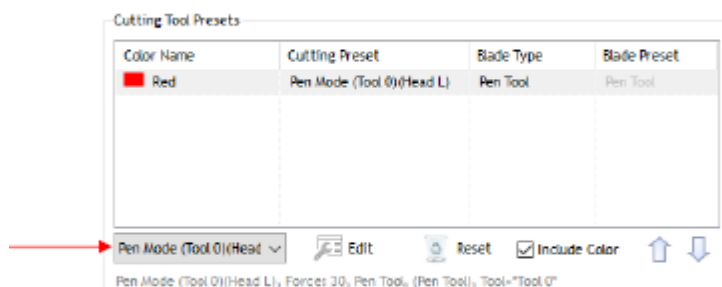 Cutting Tool Presets
Color Name Cutting Preset Blade Type Blade Preset
Red Pen Mode (Tool 0)(Head L) Pen Tool Pen Tool
Pen Mode (Tool 0)(Head Edit Reset Include Color
Pen Mode (Tool 0)(Head L), Force: 30, Pen Tool, (Pen Tool), Tool="Tool 0"